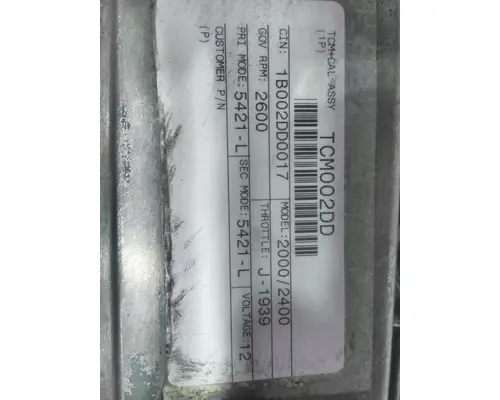 TCM+CAL ASSY TCM002DD
(1P)
CIN: 1B002DD0017 MODEL:2000/2400
GOV RPM: 2600 THROTTLE: J-1939
PRI MODE: 5421-L SEC MODE: 5421-L VOLTAGE:12
CUSTOMER P/N
(P)